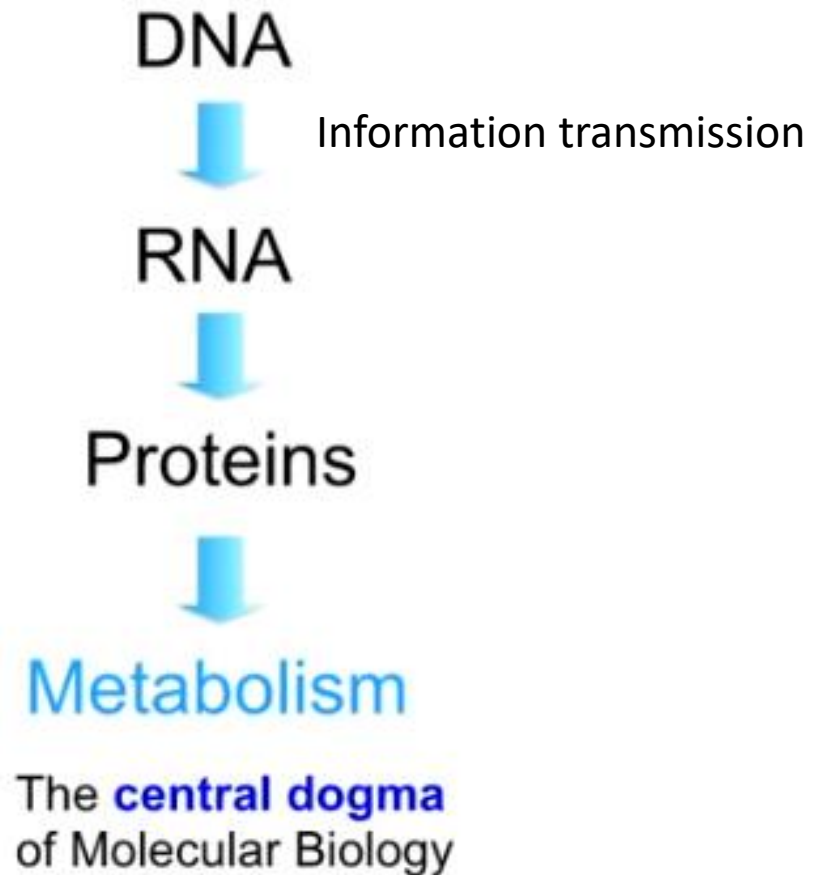 DNA
Information transmission
RNA
Proteins
Metabolism
The central dogma
of Molecular Biology